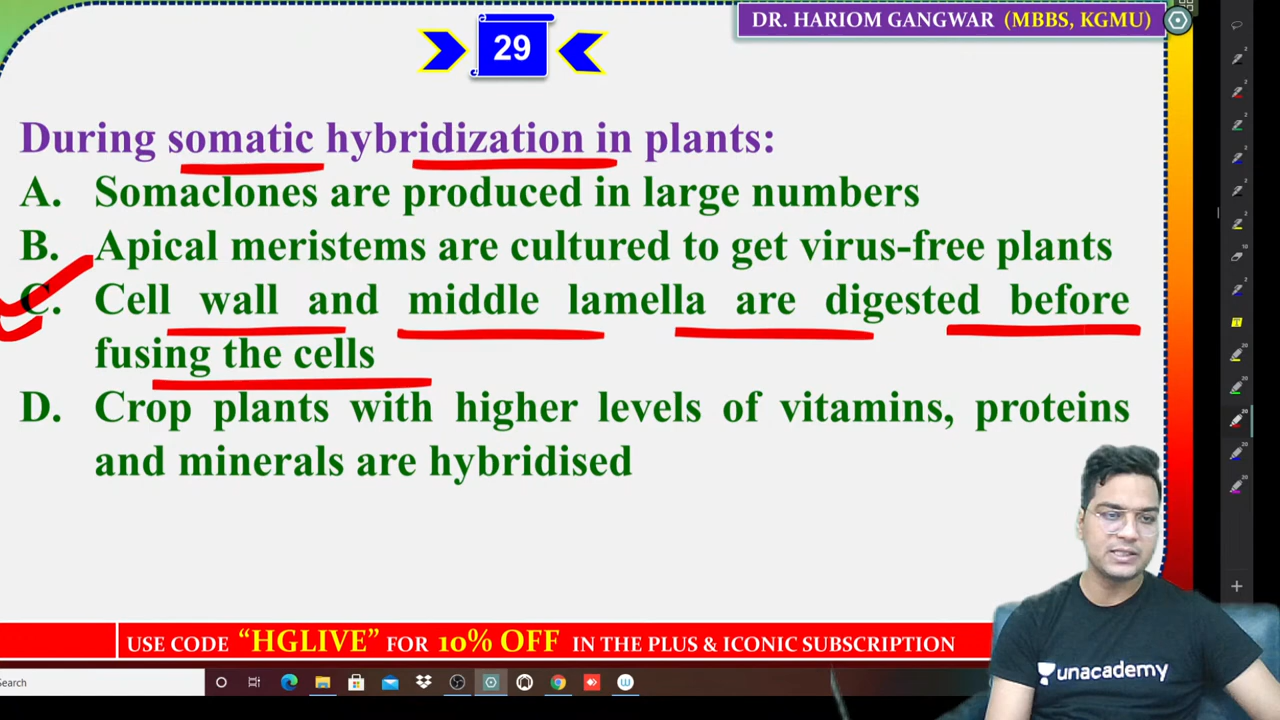 DR. HARIOM GANGWAR (MBBS, KGMU)
29
During somatic hybridization in plants:
A. Somaclones are produced in large numbers
B. Apical meristems are cultured to get virus-free plants
C. Cell wall and middle lamella are digested before
fusing the cells
D. Crop plants with higher levels of vitamins, proteins
and minerals are hybridised
USE CODE “HGLIVE” FOR 10% OFF IN THE PLUS & ICONIC SUBSCRIPTION
unacademy
Search